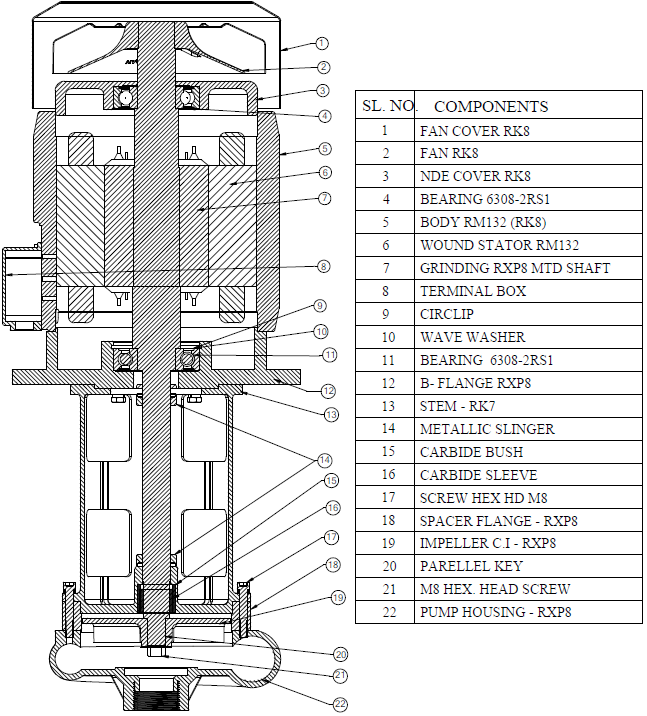 1
2
3
4
5
6
7
8
9
10
11
12
13
14
15
16
17
18
19
20
21
22
SL. NO. COMPONENTS
1 FAN COVER RK8
2 FAN RK8
3 NDE COVER RK8
4 BEARING 6308-2RS1
5 BODY RM132 (RK8)
6 WOUND STATOR RM132
7 GRINDING RXP8 MTD SHAFT
8 TERMINAL BOX
9 CIRCLIP
10 WAVE WASHER
11 BEARING 6308-2RS1
12 B- FLANGE RXP8
13 STEM - RK7
14 METALLIC SLINGER
15 CARBIDE BUSH
16 CARBIDE SLEEVE
17 SCREW HEX HD M8
18 SPACER FLANGE - RXP8
19 IMPELLER C.I - RXP8
20 PARELLEL KEY
21 M8 HEX. HEAD SCREW
22 PUMP HOUSING - RXP8